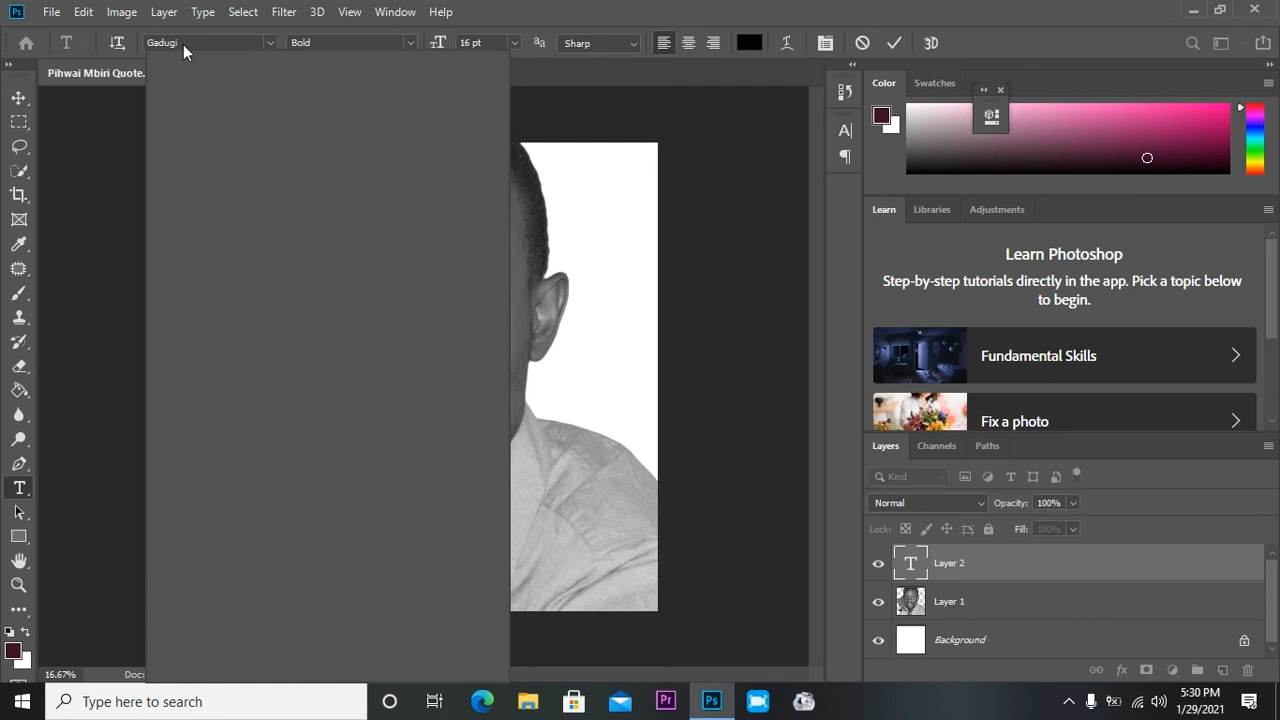 Ps File Edit Image Layer Type Select Filter 3D View Window Help
T Gadugi Bold 16 pt Sharp 3D
Pihwai Mbiri Quote.
Color Swatches
Learn Libraries Adjustments
Learn Photoshop
Step-by-step tutorials directly in the app. Pick a topic below
to begin.
Fundamental Skills
Fix a photo
Layers Channels Paths
Kind
Normal Opacity: 100%
Lock: Fill: 100%
Layer 2
Layer 1
Background
16.67% Doc:
Type here to search
Pr Ps
5:30 PM
1/29/2021